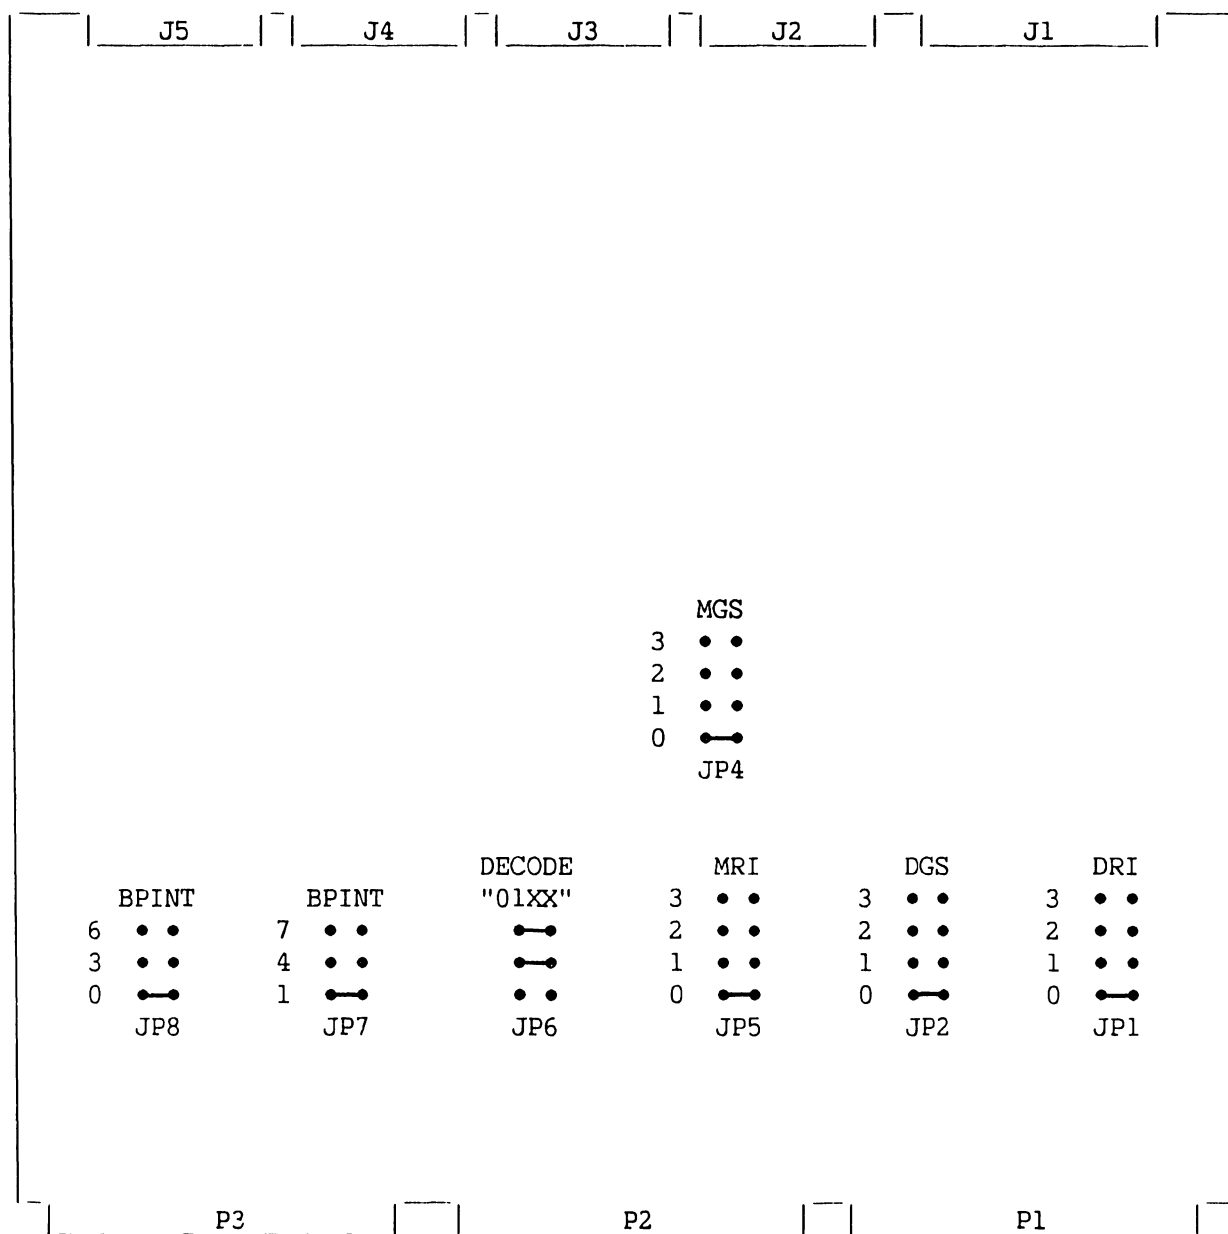 J5 J4 J3 J2 J1
MGS
3
2
1
0
JP4
DECODE MRI DGS DRI
BPINT BPINT "01XX" 3 3 3
6 7 2 2 2
3 4 1 1 1
0 1 0 0 0
JP8 JP7 JP6 JP5 JP2 JP1
P3 P2 P1